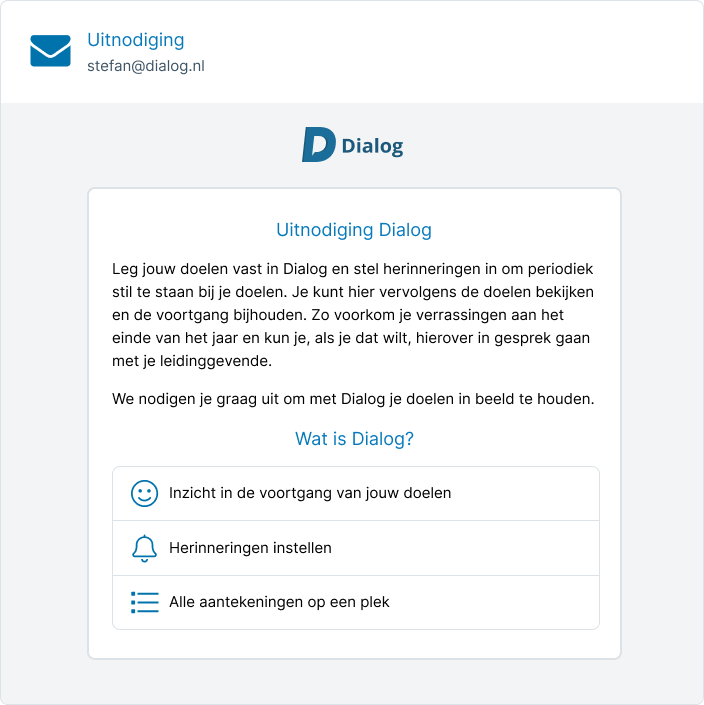 Uitnodiging
stefan@dialog.nl
Dialog
Uitnodiging Dialog
Leg jouw doelen vast in Dialog en stel herinneringen in om periodiek
stil te staan bij je doelen. Je kunt hier vervolgens de doelen bekijken
en de voortgang bijhouden. Zo voorkom je verrassingen aan het
einde van het jaar en kun je, als je dat wilt, hierover in gesprek gaan
met je leidinggevende.
We nodigen je graag uit om met Dialog je doelen in beeld te houden.
Wat is Dialog?
Inzicht in de voortgang van jouw doelen
Herinneringen instellen
Alle aantekeningen op een plek